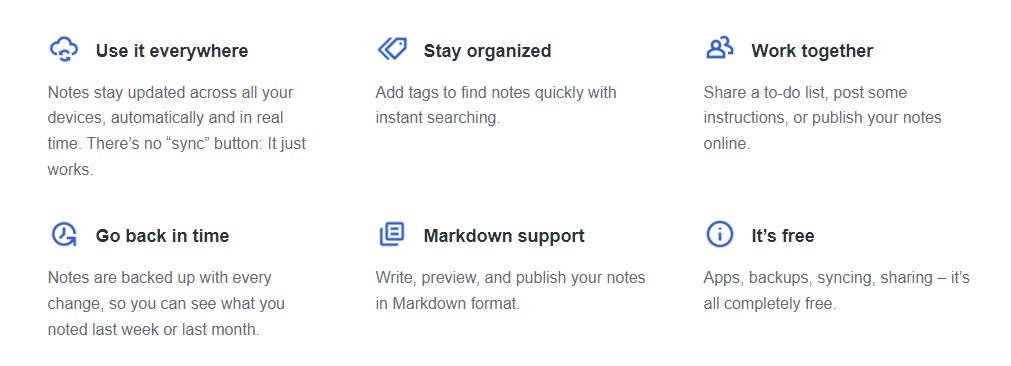 Use it everywhere
Notes stay updated across all your
devices, automatically and in real
time. There’s no “sync” button: It just
works.
Stay organized
Add tags to find notes quickly with
instant searching.
Work together
Share a to-do list, post some
instructions, or publish your notes
online.
Go back in time
Notes are backed up with every
change, so you can see what you
noted last week or last month.
Markdown support
Write, preview, and publish your notes
in Markdown format.
It’s free
Apps, backups, syncing, sharing – it’s
all completely free.